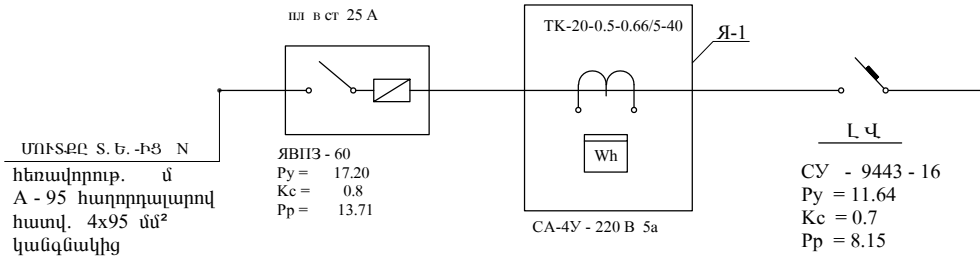 пл в ст 25 А
ТК-20-0.5-0.66/5-40
Я-1
ՄՈՒՏՔԸ Տ. Ե. -ԻՑ N
հեռավորութ. մ
A - 95 հաղորդալարով
հատվ. 4x95 մմ²
կանգնակից
ЯВПЗ - 60
Ру = 17.20
Кс = 0.8
Рр = 13.71
Wh
СА-4У - 220 В 5а
Լ Վ
СУ - 9443 - 16
Ру = 11.64
Кс = 0.7
Рр = 8.15